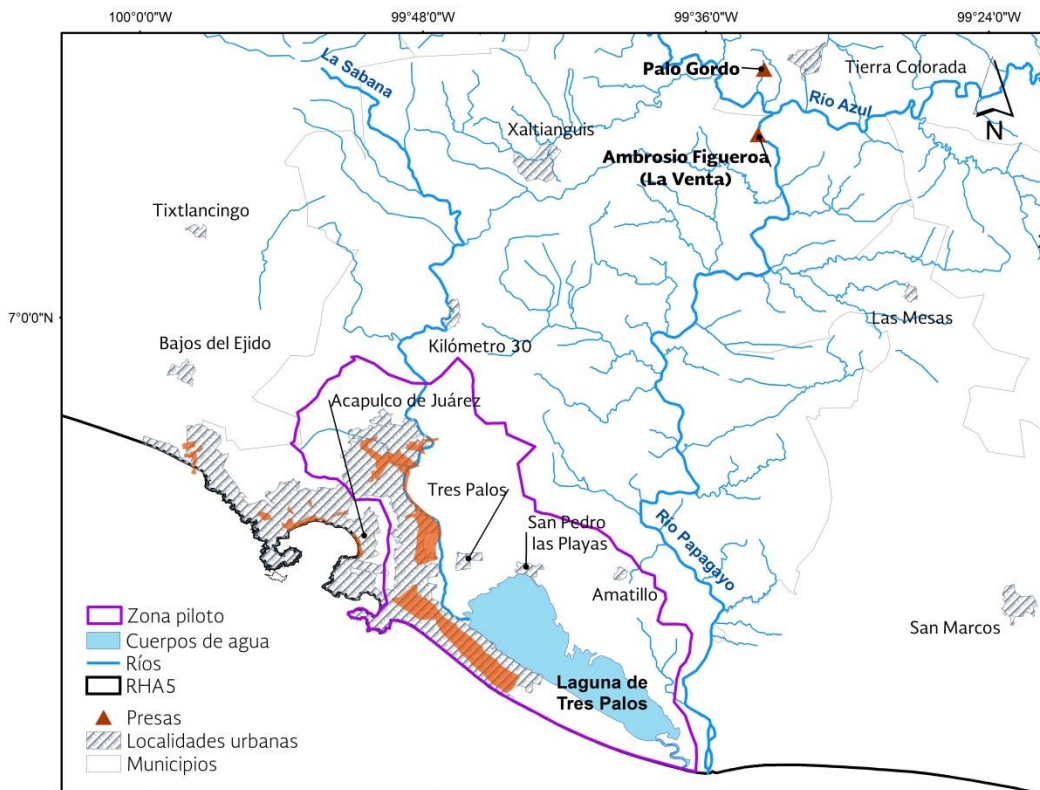 100°0'0"W
99°48'0"W
99°36'0"W
99°24'0"W
La Sabana
Palo Gordo
Tierra Colorada
Río Azul
N
Xaltianguis
Ambrosio Figueroa
(La Venta)
Tixtlancingo
7°0'0"N
Las Mesas
Bajos del Ejido
Kilómetro 30
Acapulco de Juárez
Tres Palos
San Pedro
las Playas
Río Papagayo
Amatillo
San Marcos
Laguna de
Tres Palos
Zona piloto
Cuerpos de agua
Ríos
RHA5
Presas
Localidades urbanas
Municipios